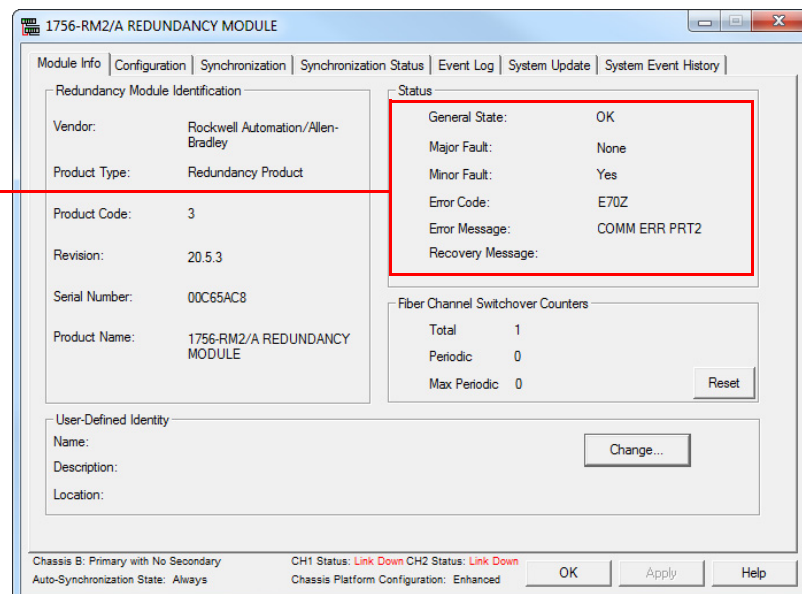 1756-RM2/A REDUNDANCY MODULE
Module Info
Configuration
Synchronization
Synchronization Status
Event Log
System Update
System Event History
Redundancy Module Identification
Vendor:
Rockwell Automation/Allen-
Bradley
Product Type:
Redundancy Product
Product Code:
3
Revision:
20.5.3
Serial Number:
00C65AC8
Product Name:
1756-RM2/A REDUNDANCY
MODULE
Status
General State:
OK
Major Fault:
None
Minor Fault:
Yes
Error Code:
E70Z
Error Message:
COMM ERR PRT2
Recovery Message:
Fiber Channel Switchover Counters
Total
1
Periodic
0
Max Periodic
0
Reset
User-Defined Identity
Name:
Description:
Location:
Change...
Chassis B: Primary with No Secondary
CH1 Status: Link Down CH2 Status: Link Down
Auto-Synchronization State: Always
Chassis Platform Configuration: Enhanced
OK
Apply
Help